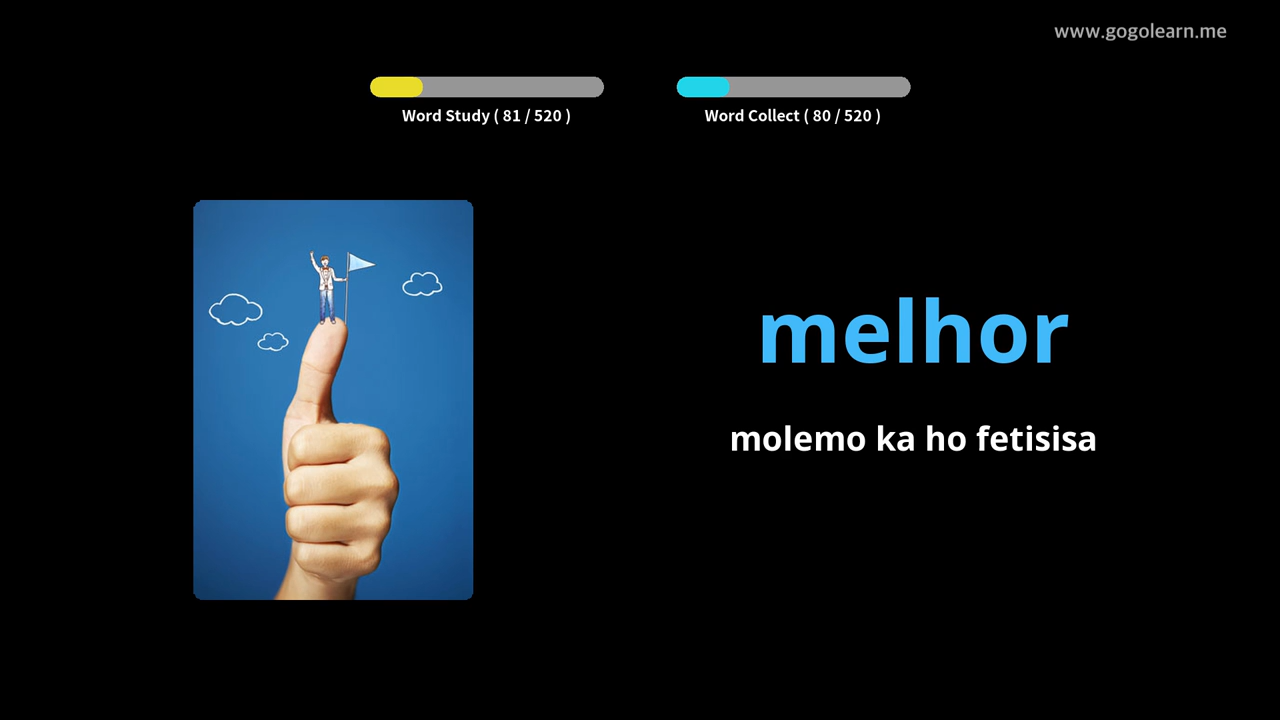 www.gogolearn.me
Word Study ( 81 / 520 )
Word Collect ( 80 / 520 )
melhor
molemo ka ho fetisisa